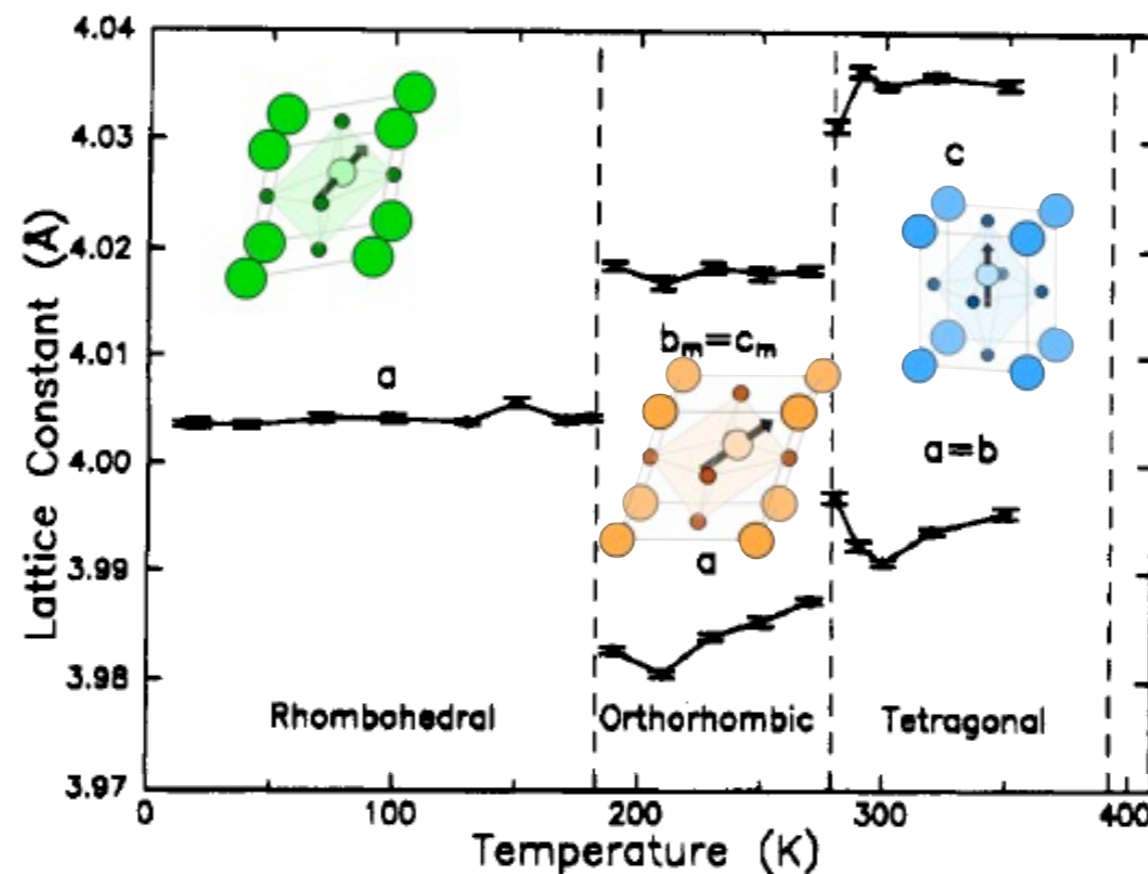 4.04
4.03
4.02
4.01
4.00
3.99
3.98
3.97
Lattice Constant (Å)
a
b_m=c_m
a
c
a=b
Rhombohedral
Orthorhombic
Tetragonal
0
100
200
300
400
Temperature (K)